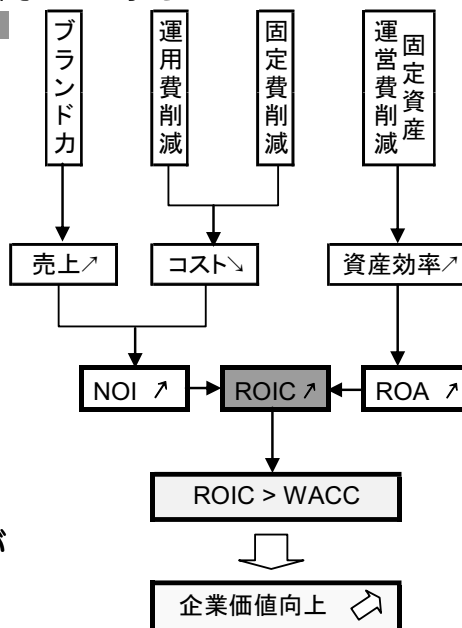 ブランド力
運用費削減
固定費削減
固定資産
運営費削減
売上↗
コスト↘
資産効率↗
NOI ↗
ROIC ↗
ROA ↗
ROIC > WACC
が
企業価値向上